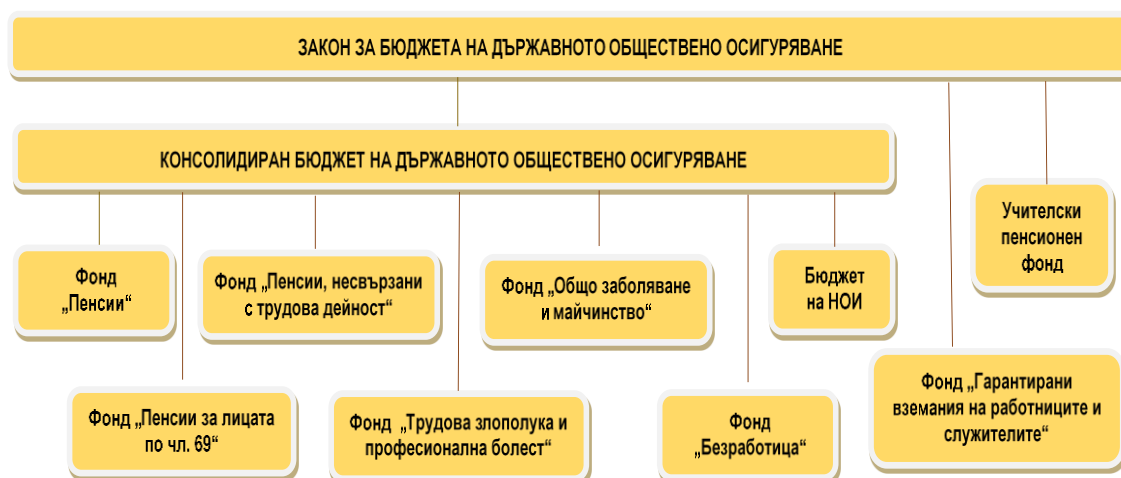 ЗАКОН ЗА БЮДЖЕТА НА ДЪРЖАВНОТО ОБЩЕСТВЕНО ОСИГУРЯВАНЕ
КОНСОЛИДИРАН БЮДЖЕТ НА ДЪРЖАВНОТО ОБЩЕСТВЕНО ОСИГУРЯВАНЕ
Учителски
пенсионен
фонд
Фонд
„Пенсии“
Фонд „Пенсии, несвързани
с трудова дейност“
Фонд „Общо заболяване
и майчинство“
Бюджет
на НОИ
Фонд „Пенсии за лицата
по чл. 69“
Фонд „Трудова злополука и
професионална болест“
Фонд
„Безработица“
Фонд „Гарантирани
вземания на работниците и
служителите“